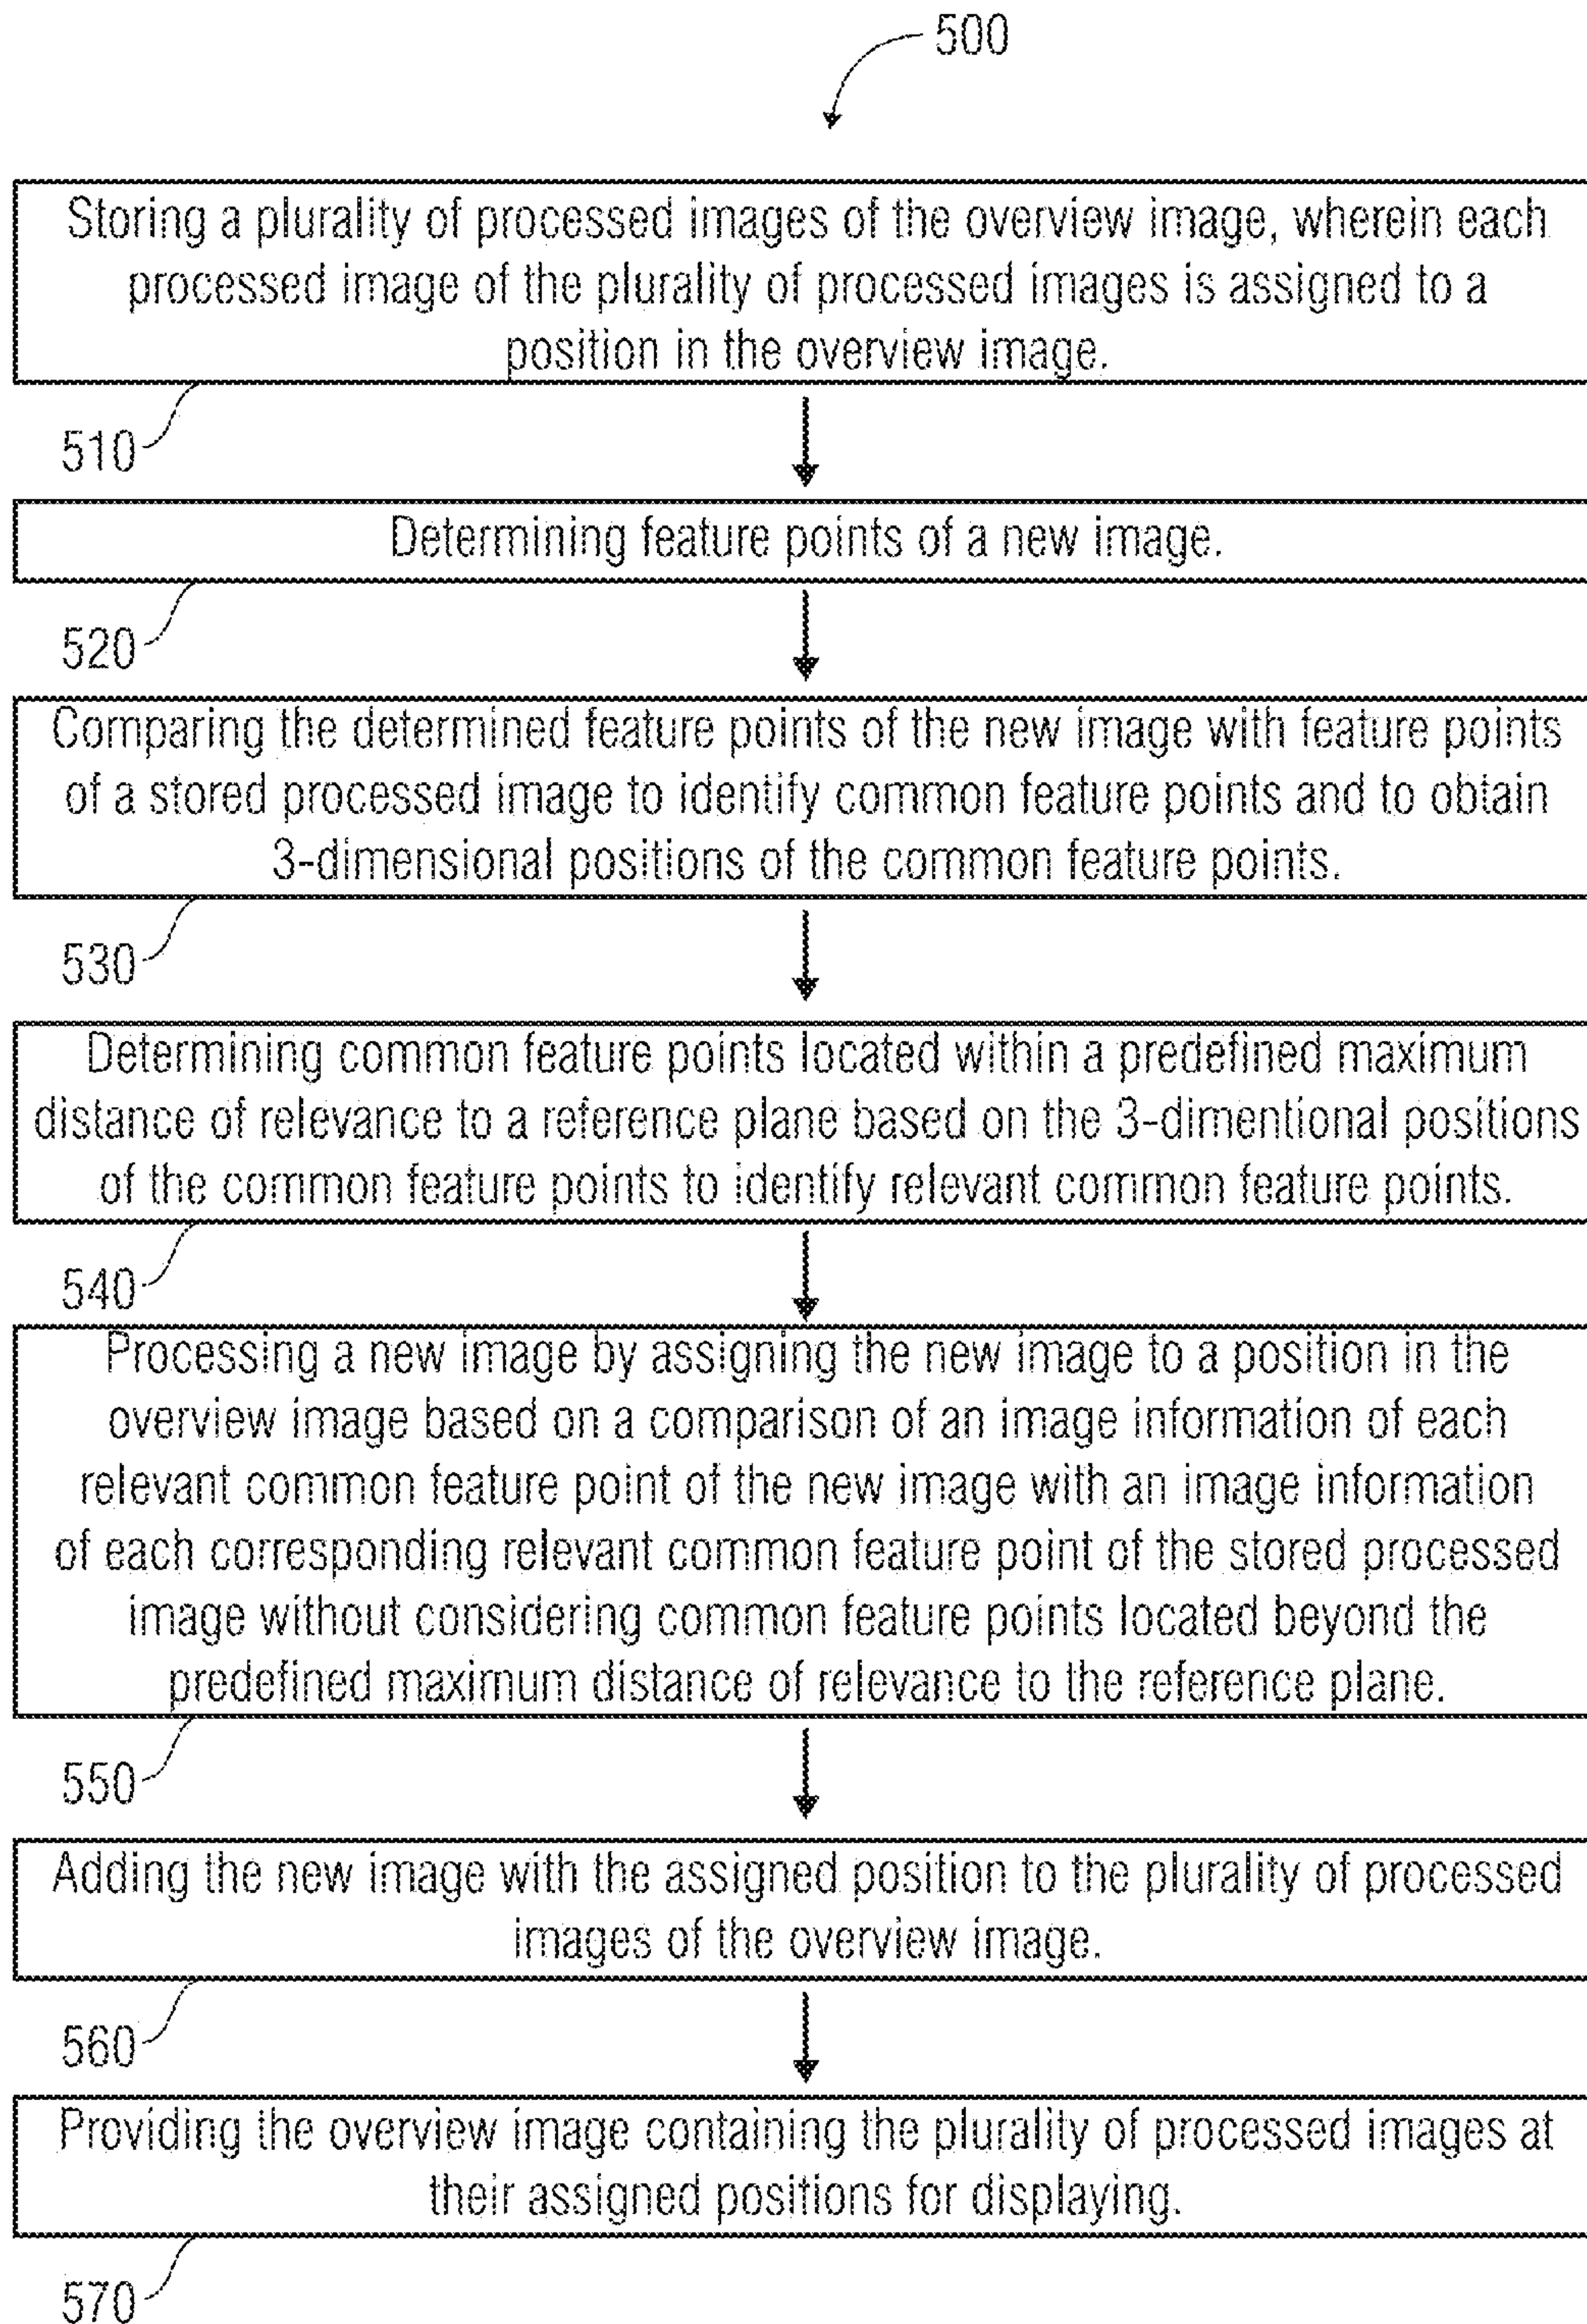 500
Storing a plurality of processed images of the overview image, wherein each
processed image of the plurality of processed images is assigned to a
position in the overview image.
510
Determining feature points of a new image.
520
Comparing the determined feature points of the new image with feature points
of a stored processed image to identify common feature points and to obtain
3-dimensional positions of the common feature points.
530
Determining common feature points located within a predefined maximum
distance of relevance to a reference plane based on the 3-dimentional positions
of the common feature points to identify relevant common feature points.
540
Processing a new image by assigning the new image to a position in the
overview image based on a comparison of an image information of each
relevant common feature point of the new image with an image information
of each corresponding relevant common feature point of the stored processed
image without considering common feature points located beyond the
predefined maximum distance of relevance to the reference plane.
550
Adding the new image with the assigned position to the plurality of processed
images of the overview image.
560
Providing the overview image containing the plurality of processed images at
their assigned positions for displaying.
570